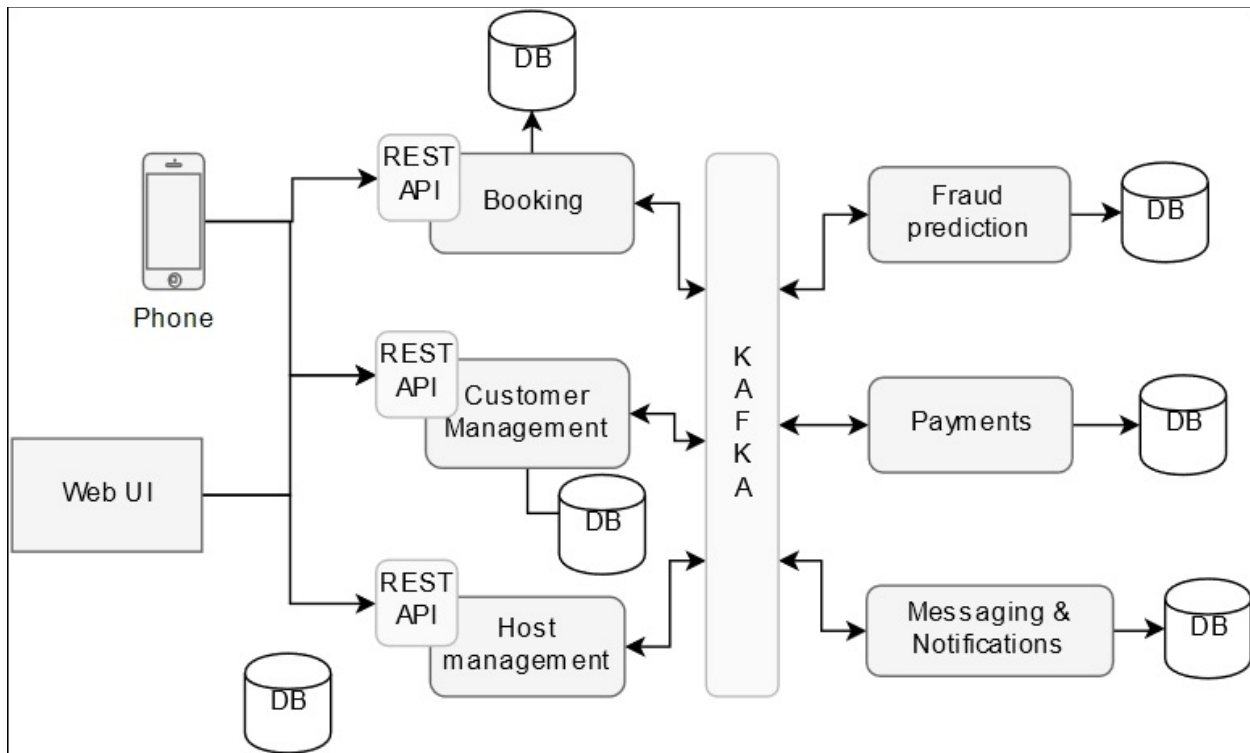 DB
REST
API
Booking
Phone
REST
API
Customer
Management
DB
Web UI
REST
API
Host
management
DB
K
A
F
K
A
Fraud
prediction
DB
Payments
DB
Messaging &
Notifications
DB